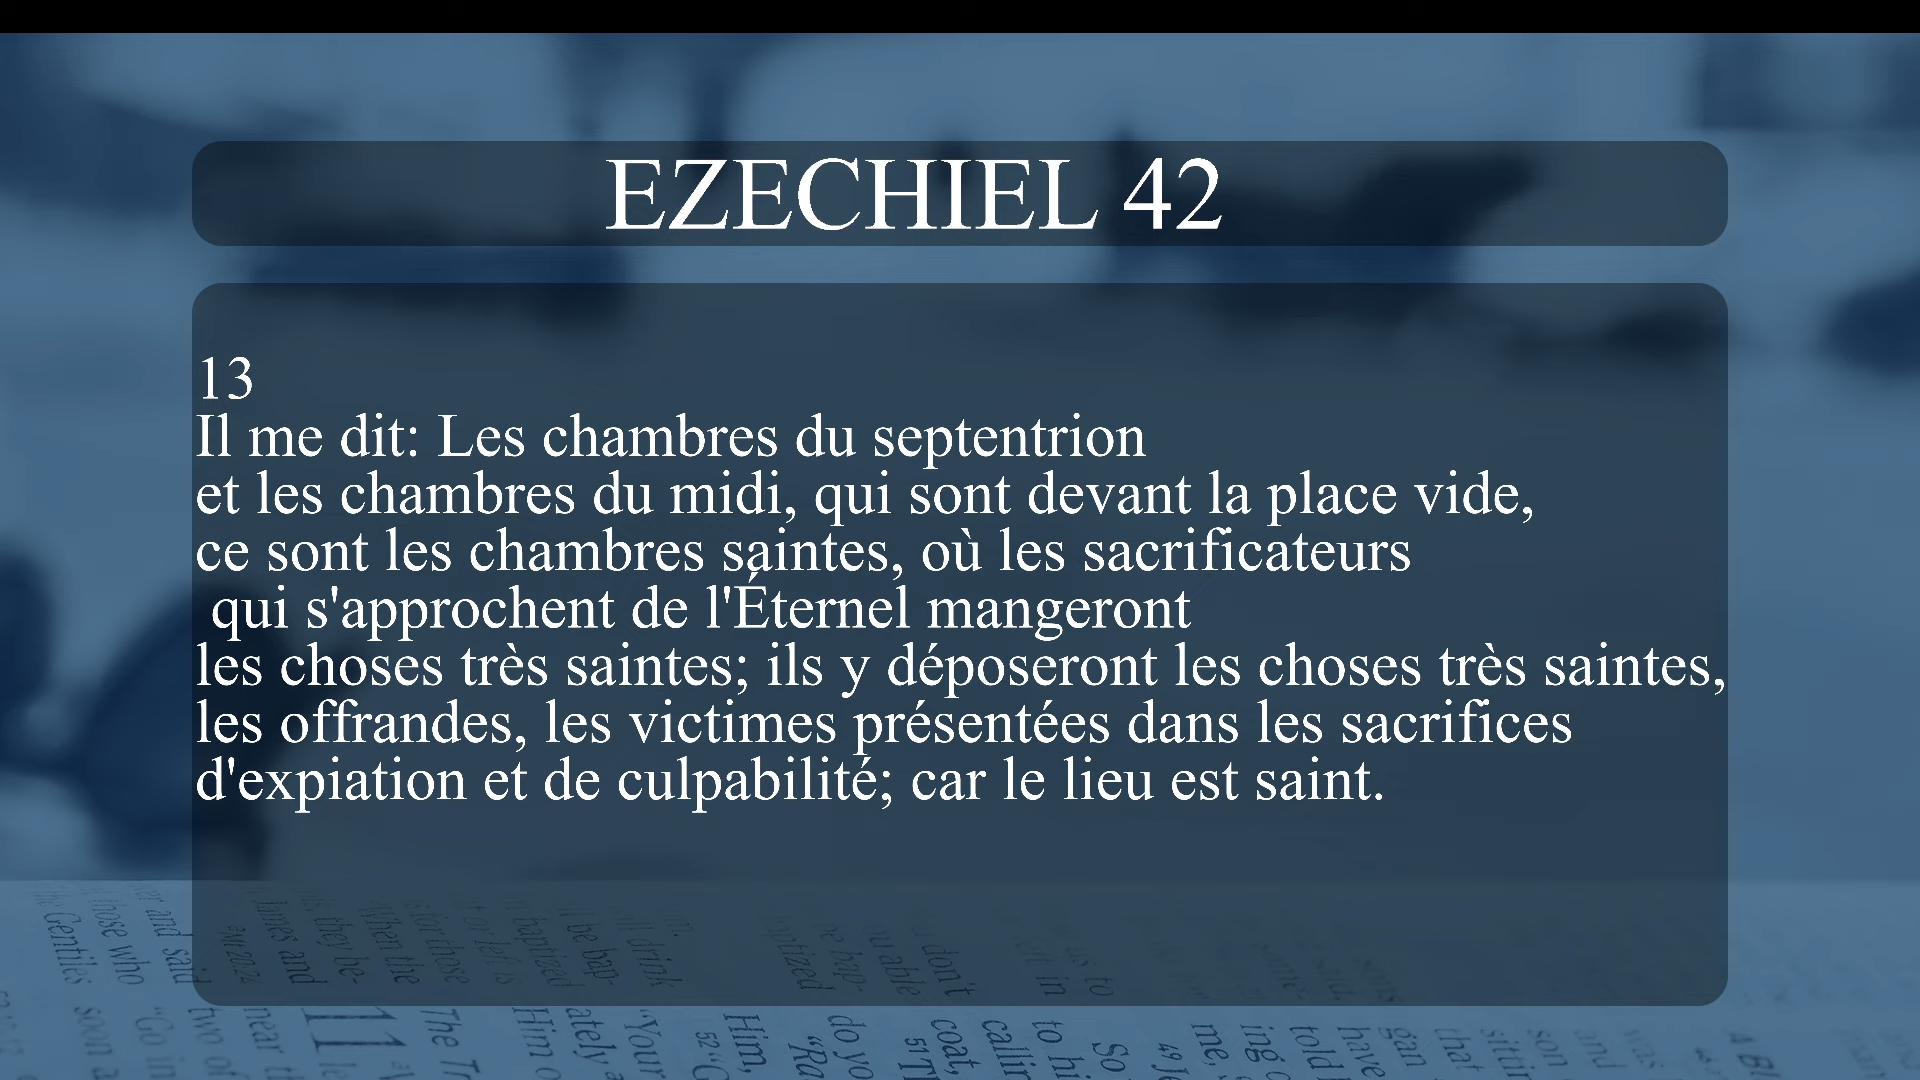 EZECHIEL 42
13
Il me dit: Les chambres du septentrion
et les chambres du midi, qui sont devant la place vide,
ce sont les chambres saintes, où les sacrificateurs
qui s'approchent de l'Éternel mangeront
les choses très saintes; ils y déposeront les choses très saintes,
les offrandes, les victimes présentées dans les sacrifices
d'expiation et de culpabilité; car le lieu est saint.